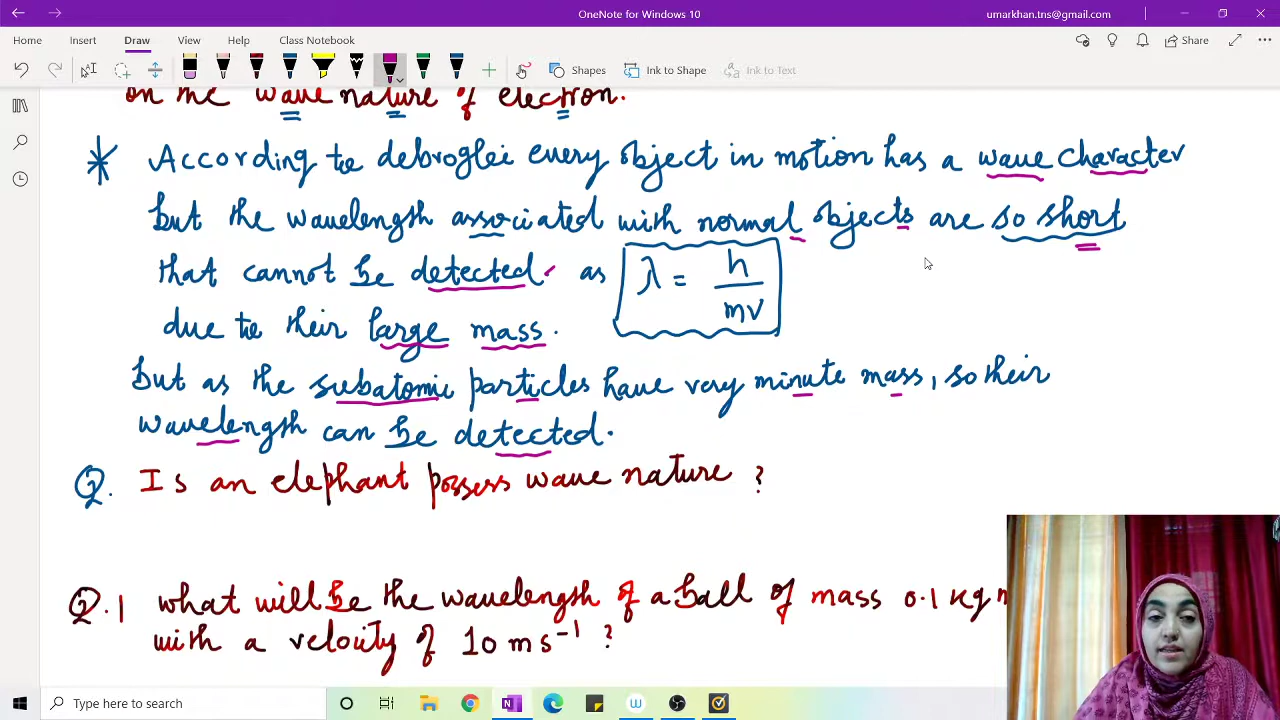 OneNote for Windows 10
umarkhan.tns@gmail.com
Home Insert Draw View Help Class Notebook
Share
Shapes Ink to Shape Ink to Text
on the wave nature of electron.
* According to debroglei every object in motion has a wave character
but the wavelength associated with normal objects are so short
that cannot be detected. as λ = h/mv
due to their large mass.
But as the subatomic particles have very minute mass, so their
wavelength can be detected.
Q. Is an elephant possess wave nature ?
Q.1 what will be the wavelength of a ball of mass 0.1 kg
with a veloity of 10 ms⁻¹ ?
Type here to search